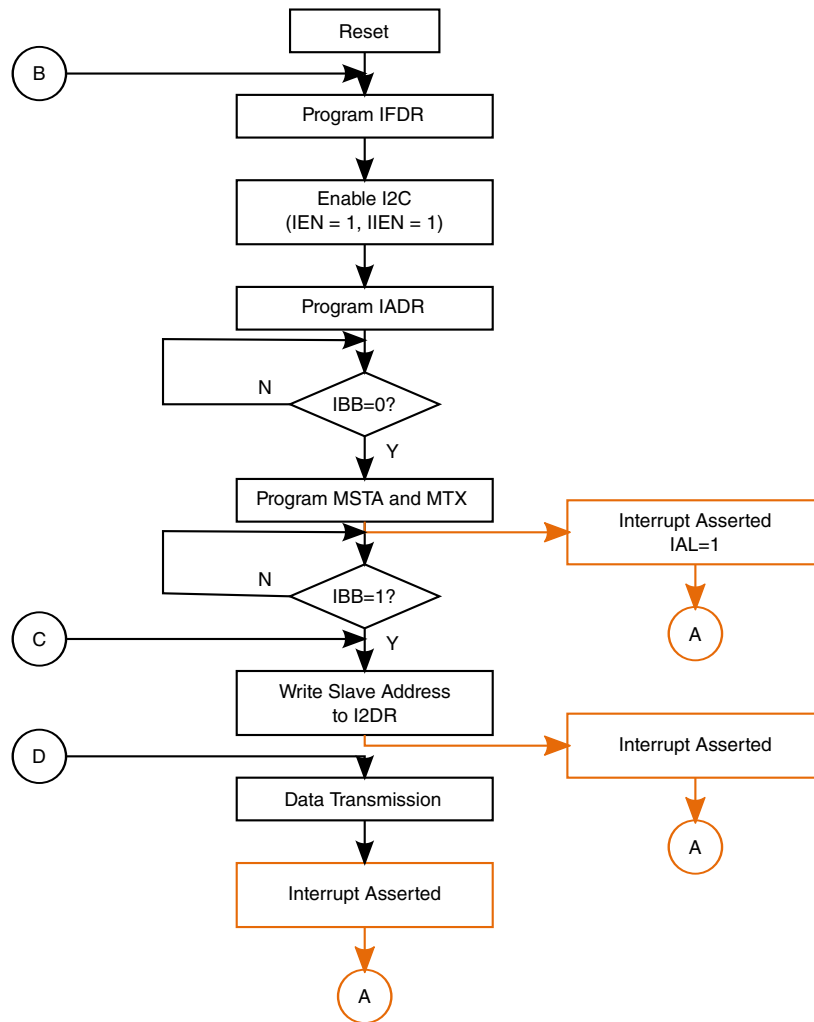 Reset
B
Program IFDR
Enable I2C
(IEN = 1, IIEN = 1)
Program IADR
N
IBB=0?
Y
Program MSTA and MTX
Interrupt Asserted
IAL=1
N
IBB=1?
A
C
Y
Write Slave Address
to I2DR
Interrupt Asserted
D
Data Transmission
A
Interrupt Asserted
A